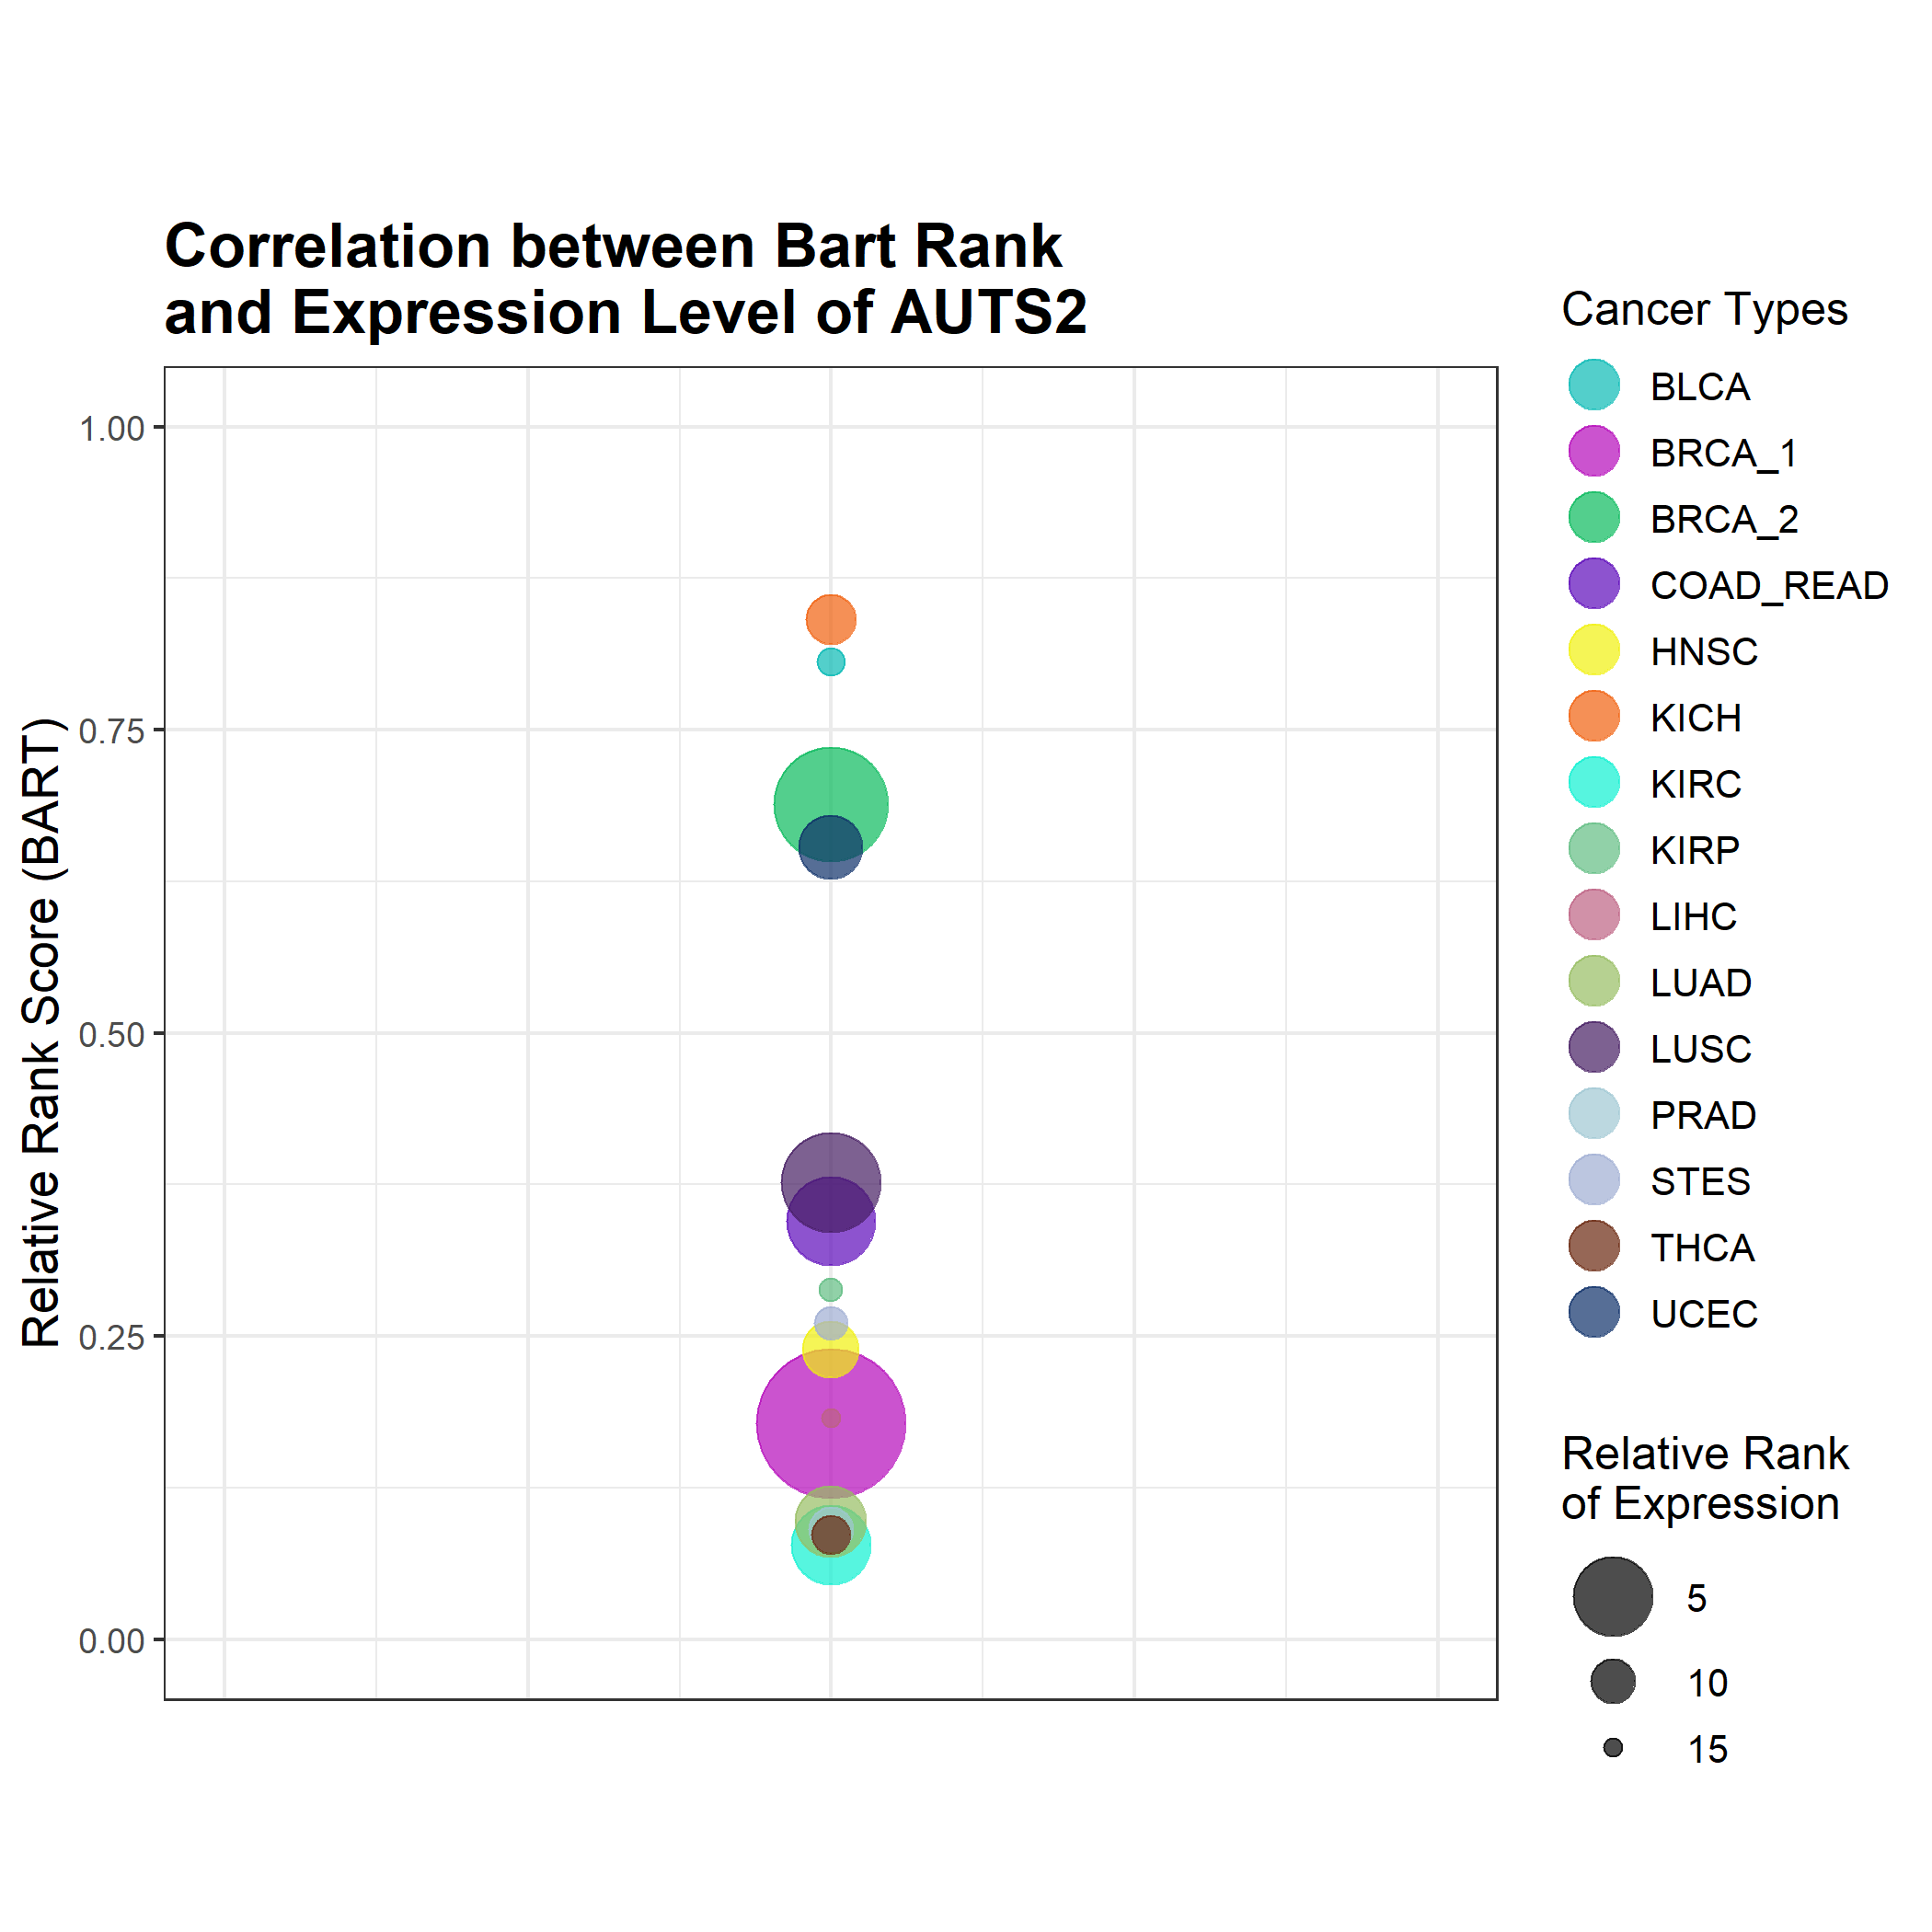 Correlation between Bart Rank
and Expression Level of AUTS2
Relative Rank Score (BART)
1.00
0.75
0.50
0.25
0.00
Cancer Types
BLCA
BRCA_1
BRCA_2
COAD_READ
HNSC
KICH
KIRC
KIRP
LIHC
LUAD
LUSC
PRAD
STES
THCA
UCEC
Relative Rank
of Expression
5
10
15